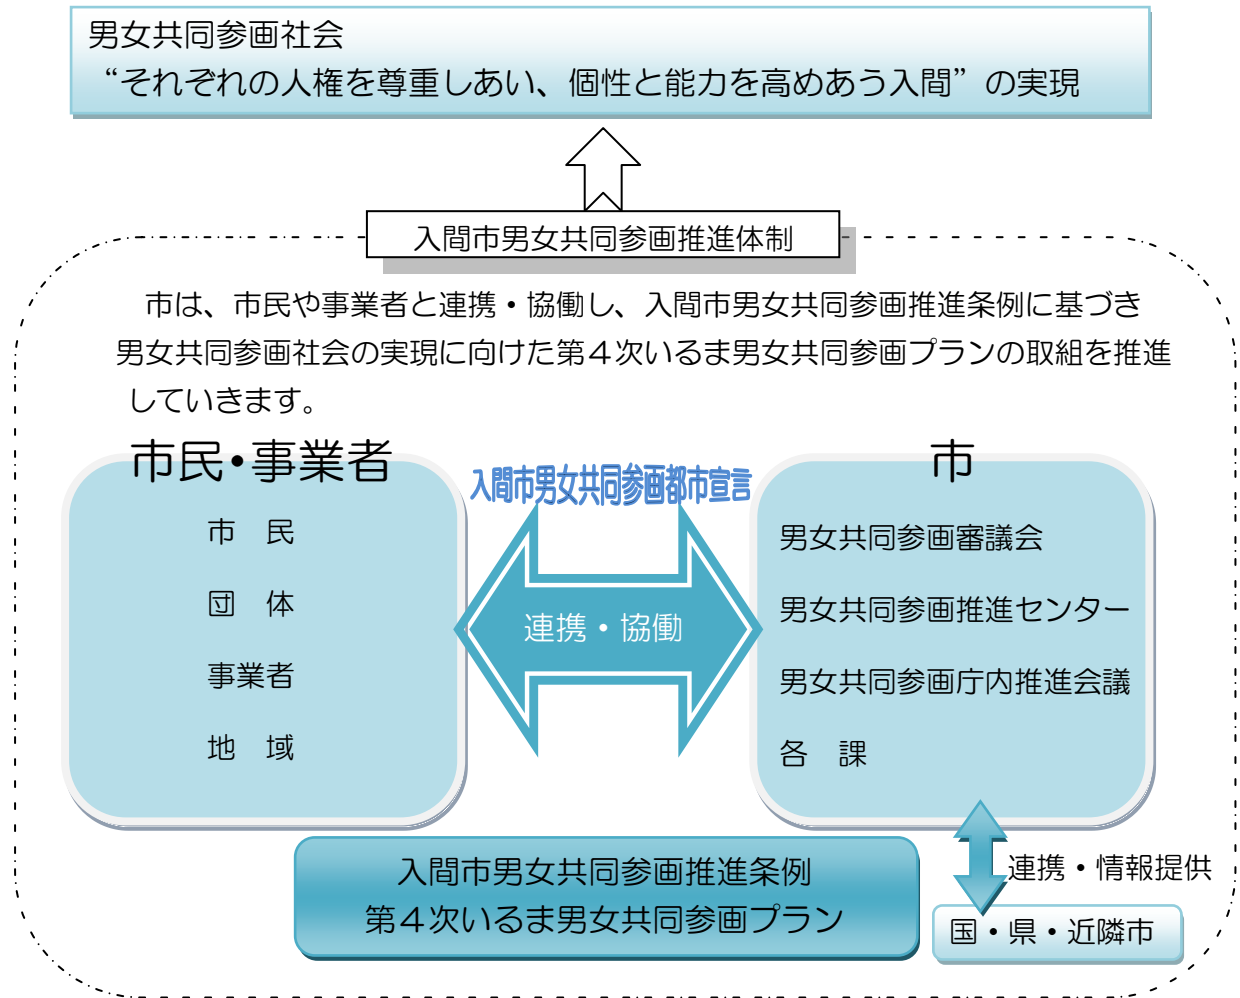 男女共同参画社会
“それぞれの人権を尊重しあい、個性と能力を高めあう入間”の実現
入間市男女共同参画推進体制
市は、市民や事業者と連携・協働し、入間市男女共同参画推進条例に基づき
男女共同参画社会の実現に向けた第４次いるま男女共同参画プランの取組を推進
していきます。
市民・事業者
市　民
団　体
事業者
地　域
入間市男女共同参画都市宣言
連携・協働
市
男女共同参画審議会
男女共同参画推進センター
男女共同参画庁内推進会議
各　課
入間市男女共同参画推進条例
第４次いるま男女共同参画プラン
連携・情報提供
国・県・近隣市